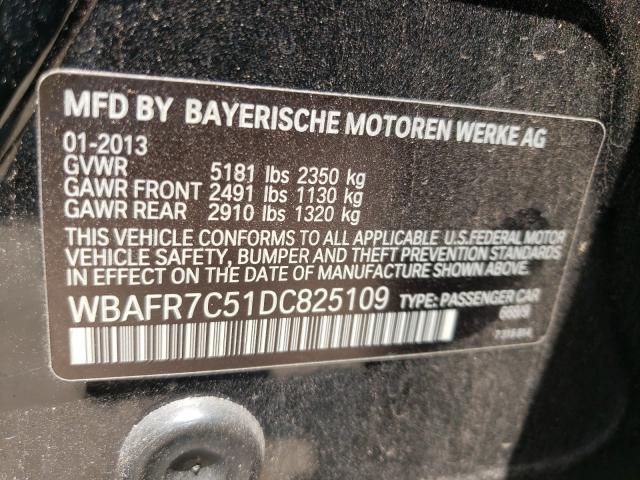 MFD BY BAYERISCHE MOTOREN WERKE AG
01-2013
GVWR 5181 lbs 2350 kg
GAWR FRONT 2491 lbs 1130 kg
GAWR REAR 2910 lbs 1320 kg
THIS VEHICLE CONFORMS TO ALL APPLICABLE U.S.FEDERAL MOTOR
VEHICLE SAFETY, BUMPER AND THEFT PREVENTION STANDARDS
IN EFFECT ON THE DATE OF MANUFACTURE SHOWN ABOVE.
WBAFR7C51DC825109 TYPE: PASSENGER CAR